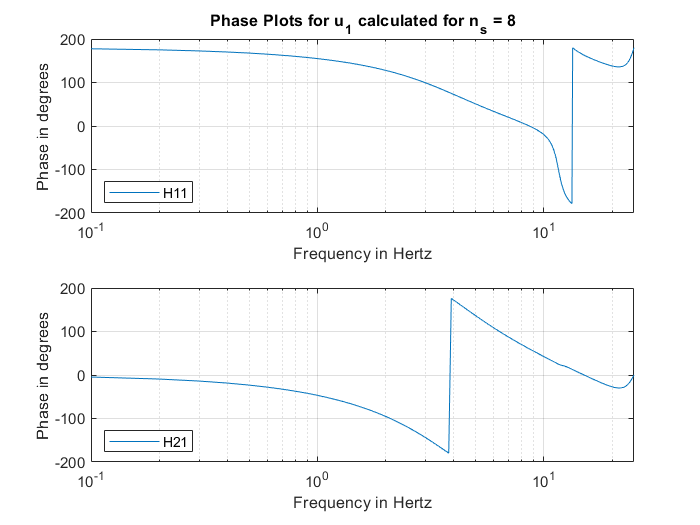 Phase Plots for u1 calculated for ns = 8
200
100
0
-100
-200
Phase in degrees
H11
10-1
100
101
Frequency in Hertz
200
100
0
-100
-200
Phase in degrees
H21
10-1
100
101
Frequency in Hertz